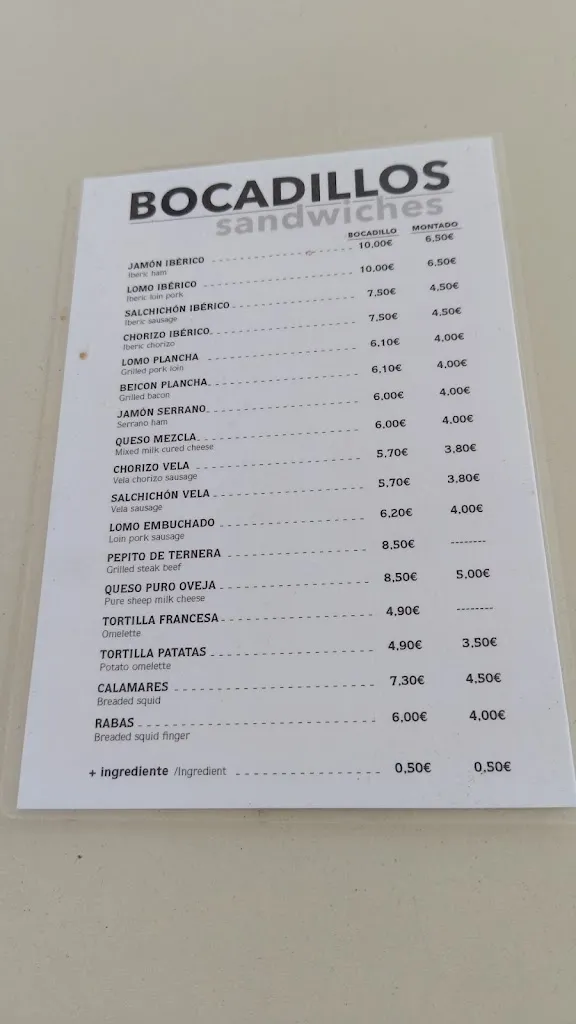 BOCADILLOS
sandwiches
BOCADILLO MONTADO
JAMÓN IBÉRICO 10,00€ 6,50€
Iberic ham
LOMO IBÉRICO 10,00€ 6,50€
Iberic loin pork
SALCHICHÓN IBÉRICO 7,50€ 4,50€
Iberic sausage
CHORIZO IBÉRICO 7,50€ 4,50€
Iberic chorizo
LOMO PLANCHA 6,10€ 4,00€
Grilled pork loin
BEICON PLANCHA 6,10€ 4,00€
Grilled bacon
JAMÓN SERRANO 6,00€ 4,00€
Serrano ham
QUESO MEZCLA 6,00€ 4,00€
Mixed milk cured cheese
CHORIZO VELA 5,70€ 3,80€
Vela chorizo sausage
SALCHICHÓN VELA 5,70€ 3,80€
Vela sausage
LOMO EMBUCHADO 6,20€ 4,00€
Loin pork sausage
PEPITO DE TERNERA 8,50€ --------
Grilled steak beef
QUESO PURO OVEJA 8,50€ 5,00€
Pure sheep milk cheese
TORTILLA FRANCESA 4,90€ --------
Omelette
TORTILLA PATATAS 4,90€ 3,50€
Potato omelette
CALAMARES 7,30€ 4,50€
Breaded squid
RABAS 6,00€ 4,00€
Breaded squid finger
+ ingrediente /Ingredient 0,50€ 0,50€